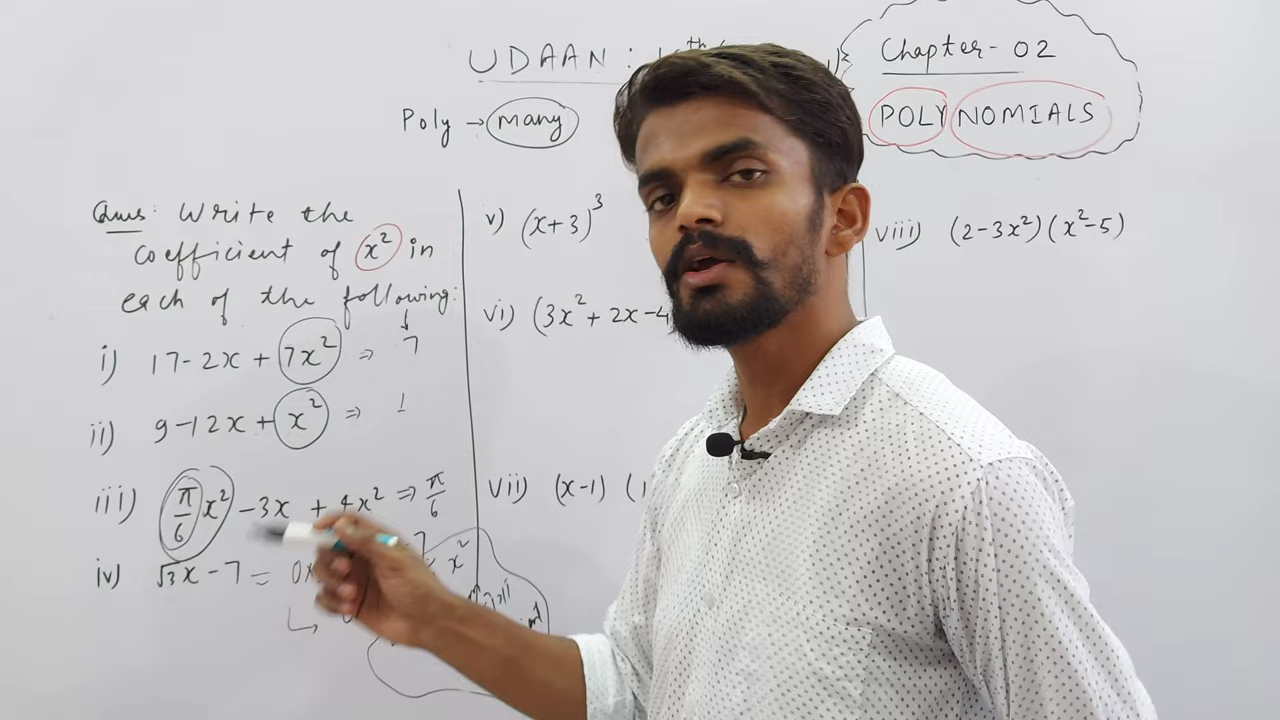 UDAAN :
Chapter - 02
POLYNOMIALS
Poly → many
Ques: Write the
coefficient of x² in
each of the following:
i) 17-2x + 7x² ⇒ 7
ii) 9-12x + x² ⇒ 1
iii) π/6 x² - 3x + 4x² ⇒ π/6
iv) √3x - 7 = 0x
x²
v) (x+3)³
vi) (3x² + 2x - 4
vii) (x-1) (
viii) (2-3x²)(x²-5)